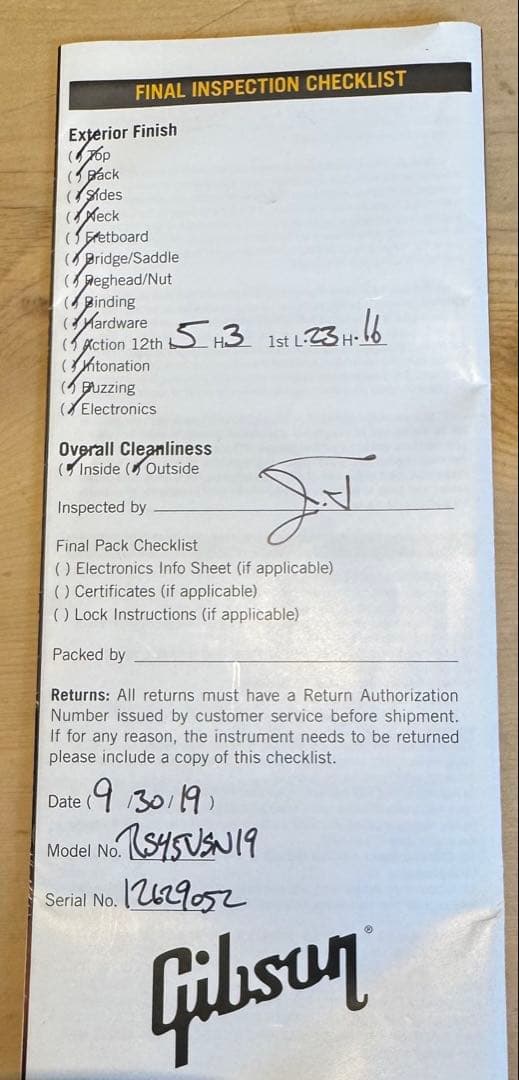 FINAL INSPECTION CHECKLIST
Exterior Finish
(✓) Top
(✓) Back
(✓) Sides
(✓) Neck
(✓) Fretboard
(✓) Bridge/Saddle
(✓) Peghead/Nut
(✓) Binding
(✓) Hardware
(✓) Action 12th L 5 H 3 1st L .23 H .16
(✓) Intonation
(✓) Buzzing
(✓) Electronics
Overall Cleanliness
(✓) Inside (✓) Outside
Inspected by
Final Pack Checklist
( ) Electronics Info Sheet (if applicable)
( ) Certificates (if applicable)
( ) Lock Instructions (if applicable)
Packed by
Returns: All returns must have a Return Authorization
Number issued by customer service before shipment.
If for any reason, the instrument needs to be returned
please include a copy of this checklist.
Date (9 / 30 / 19 )
Model No. RS45VSN19
Serial No. 12629052
Gibson®